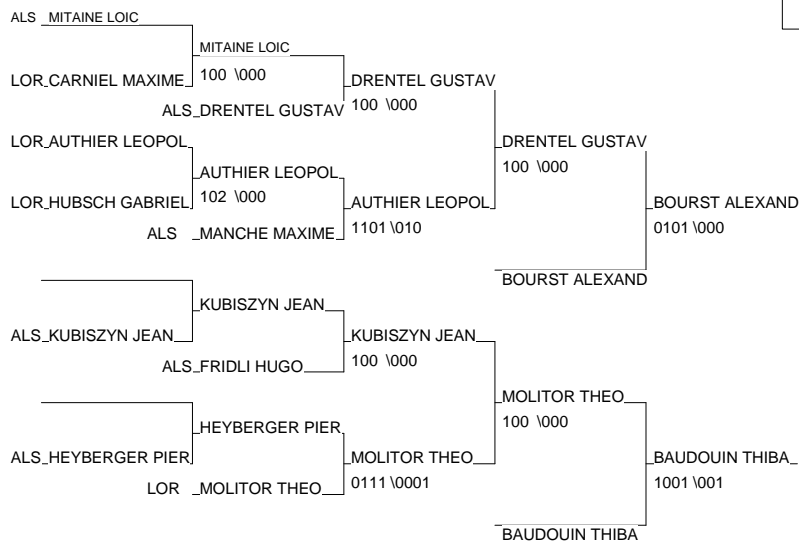 ALS MITAINE LOIC
MITAINE LOIC
LOR CARNIEL MAXIME 100 \000 DRENTEL GUSTAV
ALS DRENTEL GUSTAV 100 \000
LOR AUTHIER LEOPOL DRENTEL GUSTAV
AUTHIER LEOPOL 100 \000
LOR HUBSCH GABRIEL 102 \000 AUTHIER LEOPOL BOURST ALEXAND
ALS MANCHE MAXIME 1101 \010 0101 \000
BOURST ALEXAND
KUBISZYN JEAN
ALS KUBISZYN JEAN KUBISZYN JEAN
ALS FRIDLI HUGO 100 \000
MOLITOR THEO
HEYBERGER PIER 100 \000
ALS HEYBERGER PIER MOLITOR THEO BAUDOUIN THIBA
LOR MOLITOR THEO 0111 \0001 1001 \001
BAUDOUIN THIBA